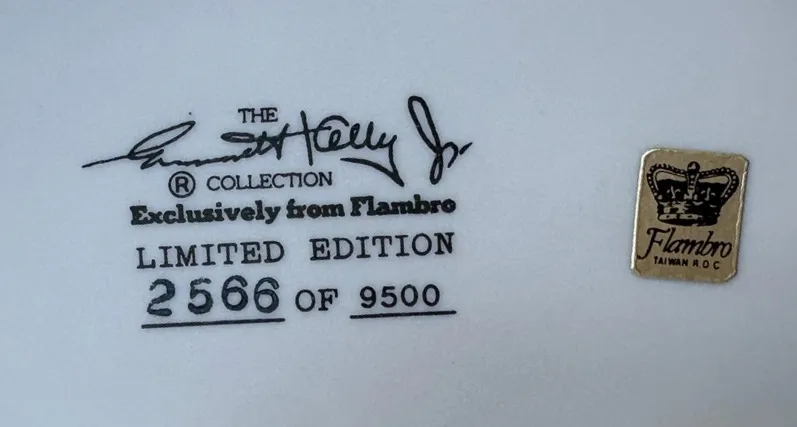 THE
Emmett Kelly Jr.
® COLLECTION
Exclusively from Flambro
LIMITED EDITION
2566 OF 9500
Flambro
TAIWAN R O C